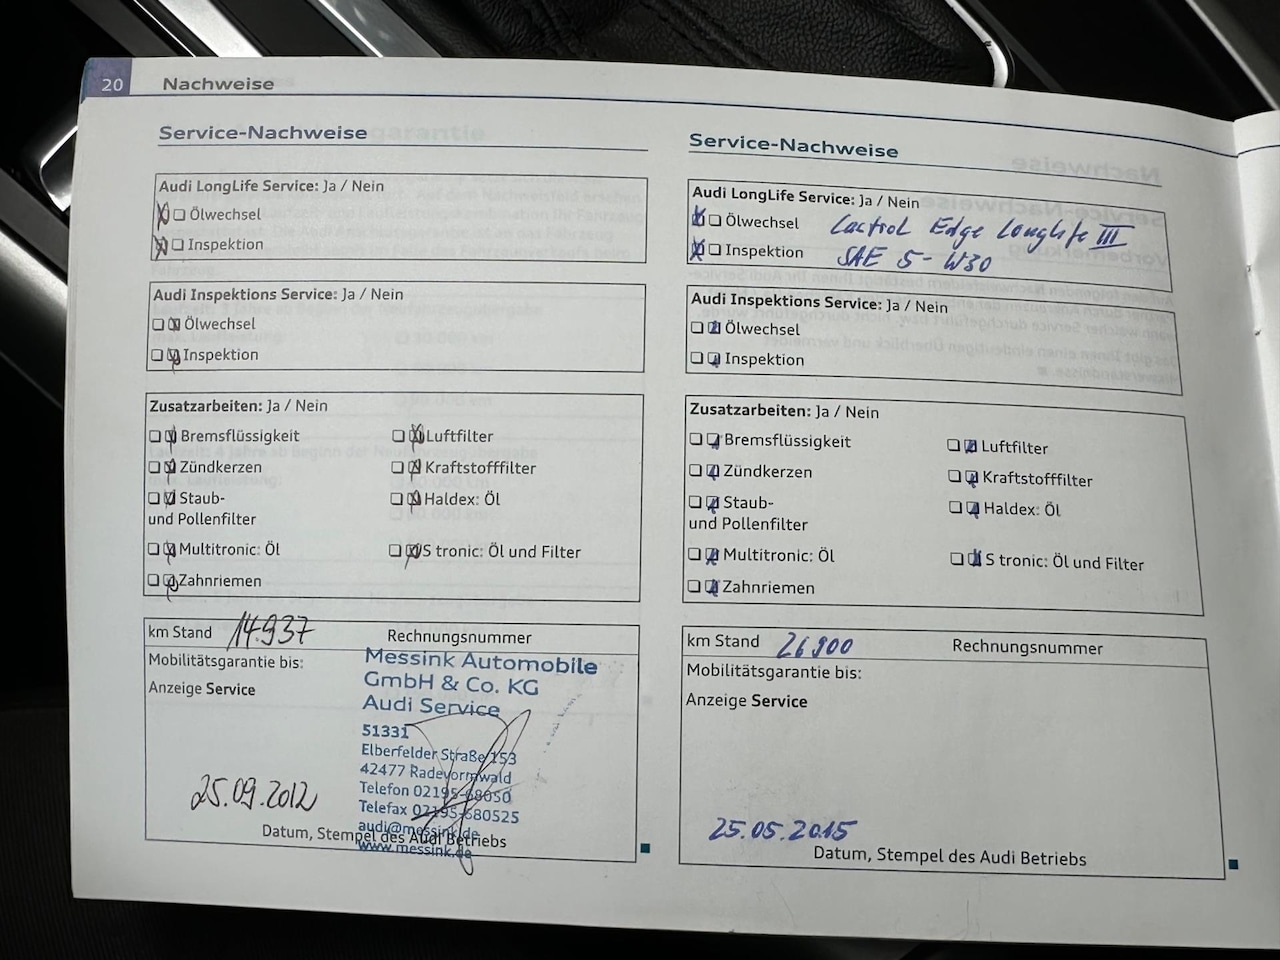 20 Nachweise
Service-Nachweise
Audi LongLife Service: Ja / Nein
Ölwechsel
Inspektion
Audi Inspektions Service: Ja / Nein
Ölwechsel
Inspektion
Zusatzarbeiten: Ja / Nein
Bremsflüssigkeit Luftfilter
Zündkerzen Kraftstofffilter
Staub- Haldex: Öl
und Pollenfilter
Multitronic: Öl S tronic: Öl und Filter
Zahnriemen
km Stand 14.937 Rechnungsnummer
Mobilitätsgarantie bis:
Anzeige Service
Messink Automobile
GmbH & Co. KG
Audi Service
51331
Elberfelder Straße 153
42477 Radevormwald
Telefon 02195-68050
Telefax 02195-680525
audi@messink.de
www.messink.de
25.09.2012
Datum, Stempel des Audi Betriebs
Service-Nachweise
Audi LongLife Service: Ja / Nein
Ölwechsel Castrol Edge Longlife III
Inspektion SAE 5-W30
Audi Inspektions Service: Ja / Nein
Ölwechsel
Inspektion
Zusatzarbeiten: Ja / Nein
Bremsflüssigkeit Luftfilter
Zündkerzen Kraftstofffilter
Staub- Haldex: Öl
und Pollenfilter
Multitronic: Öl S tronic: Öl und Filter
Zahnriemen
km Stand 26900 Rechnungsnummer
Mobilitätsgarantie bis:
Anzeige Service
25.05.2015
Datum, Stempel des Audi Betriebs